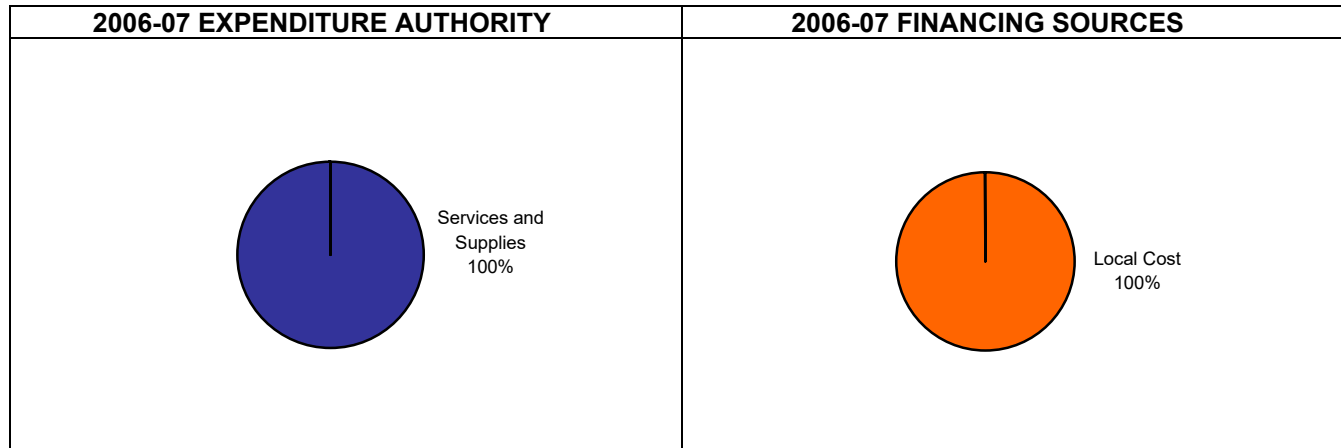 2006-07 EXPENDITURE AUTHORITY
2006-07 FINANCING SOURCES
Services and
Supplies
100%
Local Cost
100%